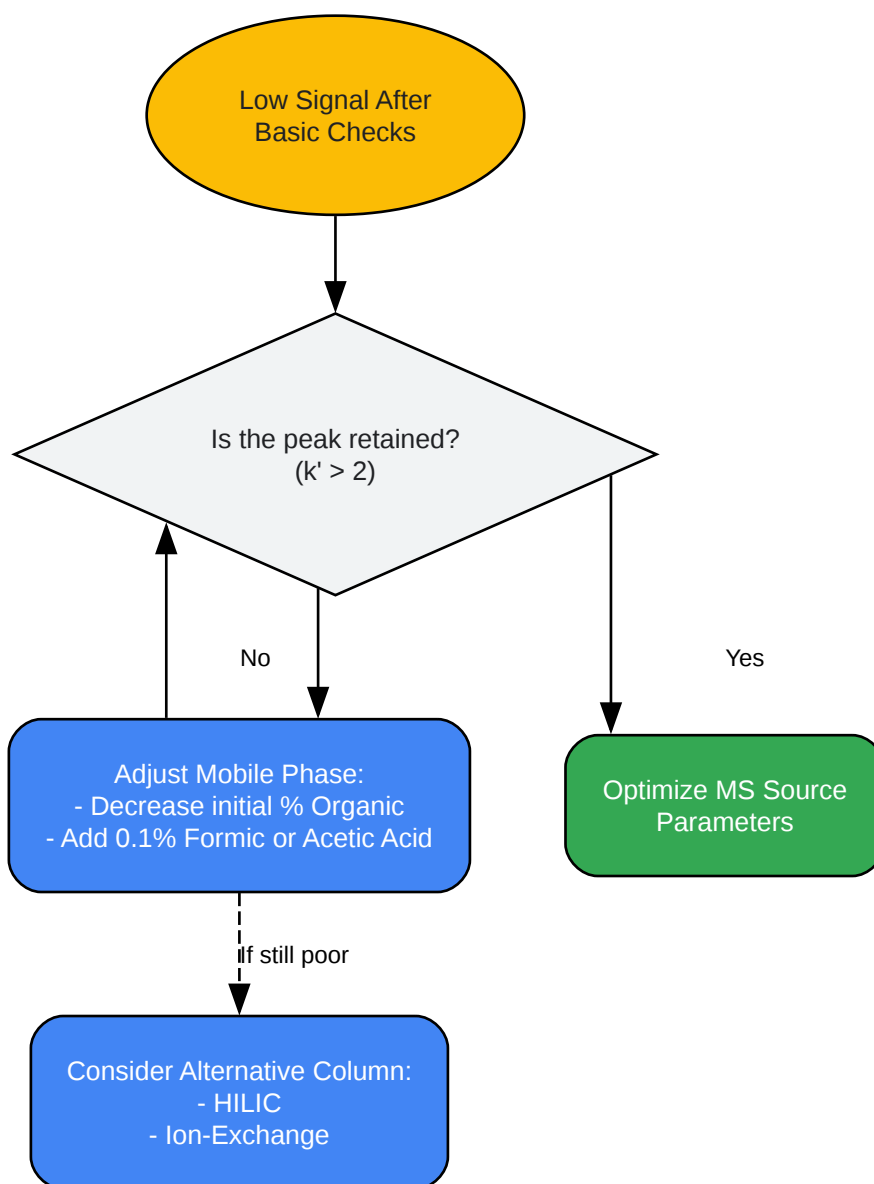 Low Signal After
Basic Checks
Is the peak retained?
(k' > 2)
No
Yes
Adjust Mobile Phase:
- Decrease initial % Organic
- Add 0.1% Formic or Acetic Acid
Optimize MS Source
Parameters
If still poor
Consider Alternative Column:
- HILIC
- Ion-Exchange